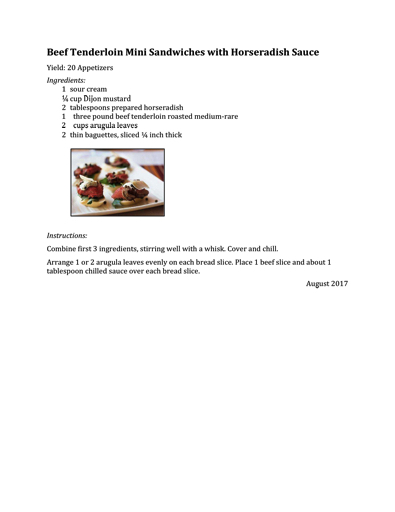 Beef Tenderloin Mini Sandwiches with Horseradish Sauce
Yield: 20 Appetizers
Ingredients:
1 sour cream
¼ cup Dijon mustard
2 tablespoons prepared horseradish
1 three pound beef tenderloin roasted medium-rare
2 cups arugula leaves
2 thin baguettes, sliced ¼ inch thick
Instructions:
Combine first 3 ingredients, stirring well with a whisk. Cover and chill.
Arrange 1 or 2 arugula leaves evenly on each bread slice. Place 1 beef slice and about 1
tablespoon chilled sauce over each bread slice.
August 2017